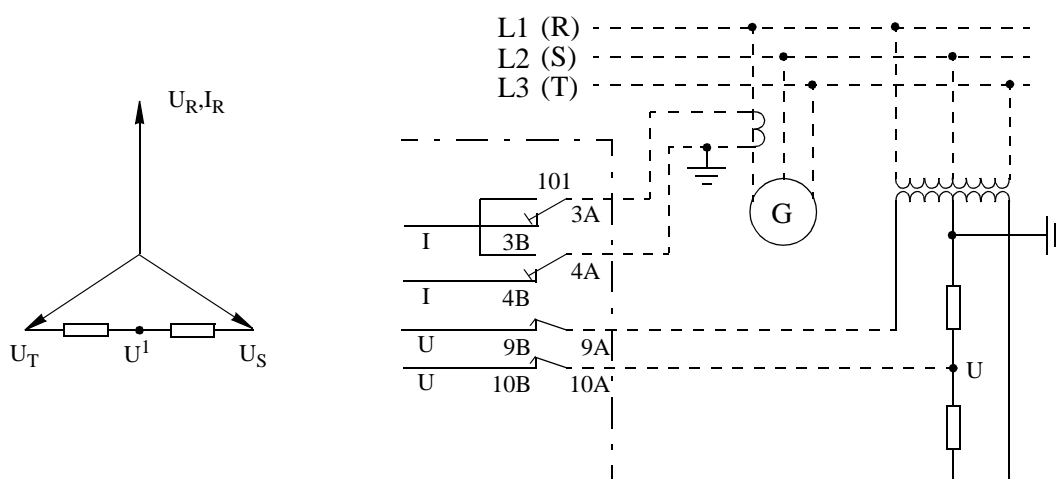 L1 (R)
L2 (S)
L3 (T)
U_R,I_R
101
3A
G
I
3B
4A
I
4B
U
9B
9A
U_T
U¹
U_S
U
10B
10A
U